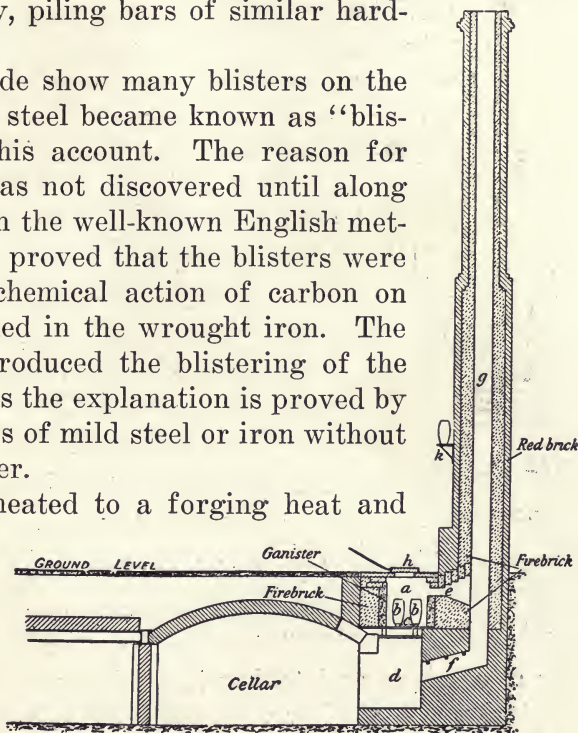 y, piling bars of similar hard-
de show many blisters on the
steel became known as “blis-
his account. The reason for
as not discovered until along
n the well-known English met-
proved that the blisters were
chemical action of carbon on
ed in the wrought iron. The
roduced the blistering of the
s the explanation is proved by
s of mild steel or iron without
er.
neated to a forging heat and
g
k
Red brick
GROUND LEVEL
Ganister
h
Firebrick
Firebrick
a
e
b b
f
Cellar
d